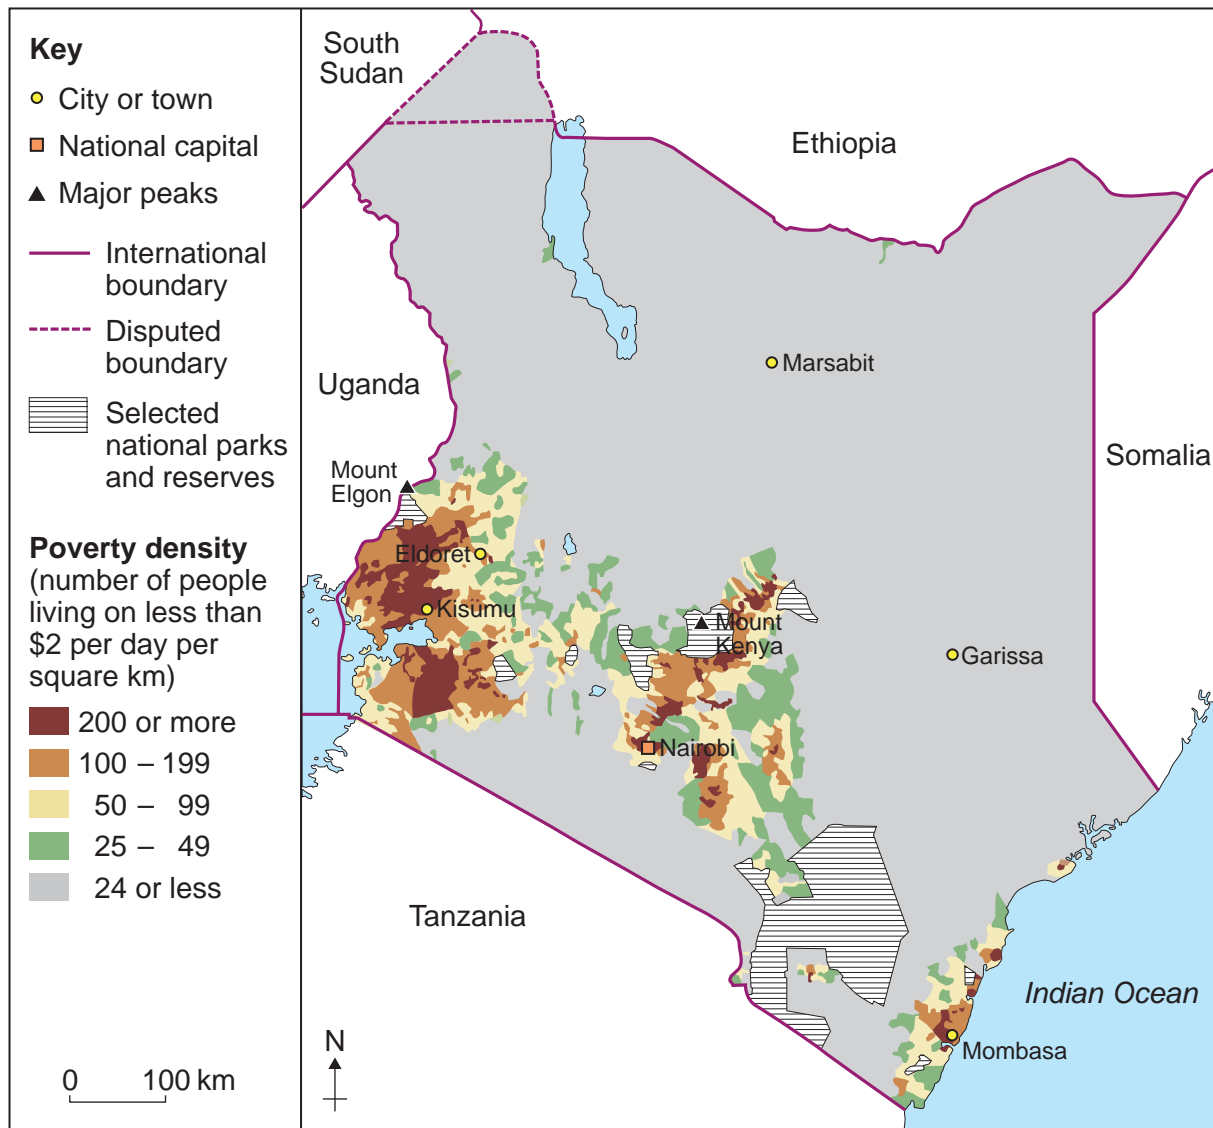 Key
City or town
National capital
Major peaks
International
boundary
Disputed
boundary
Selected
national parks
and reserves
Poverty density
(number of people
living on less than
$2 per day per
square km)
200 or more
100 – 199
50 – 99
25 – 49
24 or less
0 100 km
South
Sudan
Ethiopia
Marsabit
Uganda
Somalia
Mount
Elgon
Eldoret
Kisumu
Mount
Kenya
Garissa
Nairobi
Tanzania
Indian Ocean
Mombasa
N